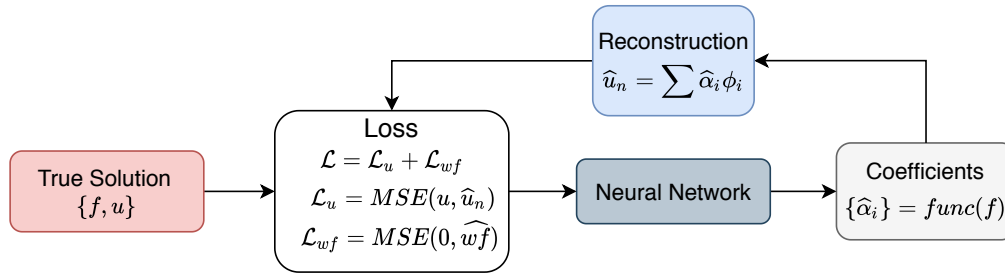 Reconstruction
$\widehat{u}_n = \sum \widehat{\alpha}_i \phi_i$
Loss
$\mathcal{L} = \mathcal{L}_u + \mathcal{L}_{wf}$
$\mathcal{L}_u = MSE(u, \widehat{u}_n)$
$\mathcal{L}_{wf} = MSE(0, \widehat{wf})$
True Solution
$\{f, u\}$
Neural Network
Coefficients
$\{\widehat{\alpha}_i\} = func(f)$